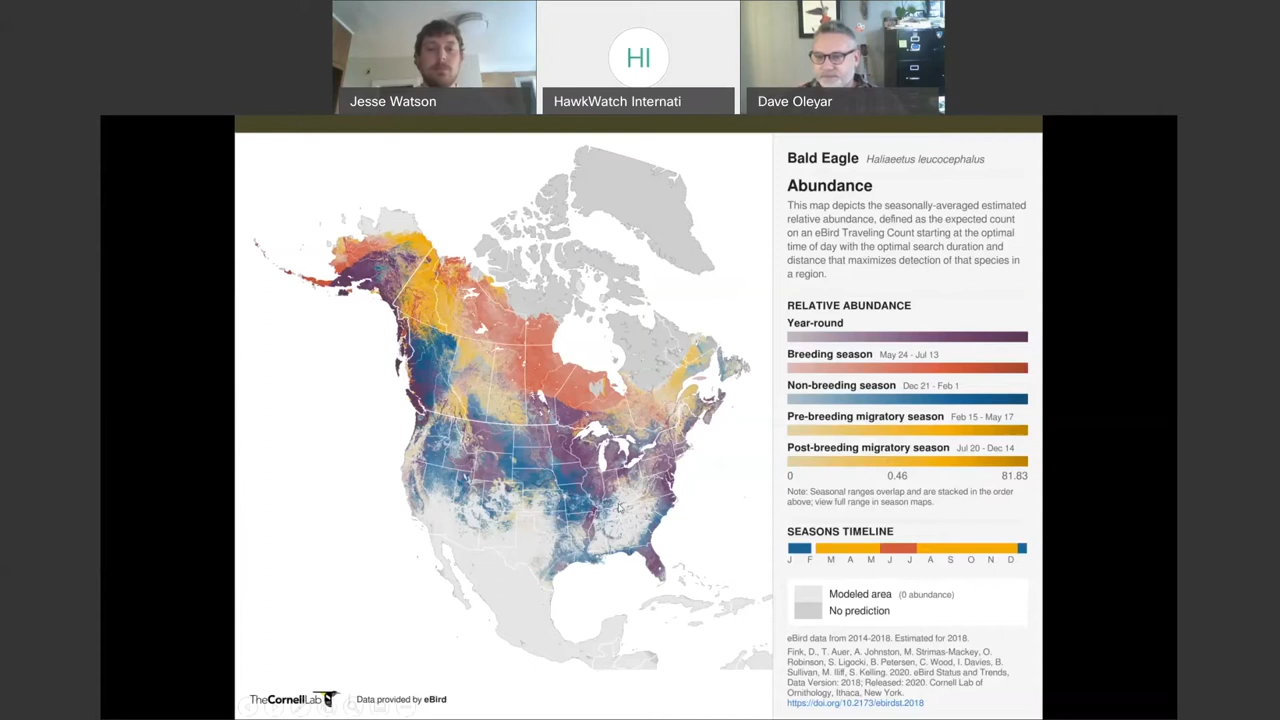 HI
Jesse Watson
HawkWatch Internati
Dave Oleyar
Bald Eagle Haliaeetus leucocephalus
Abundance
This map depicts the seasonally-averaged estimated
relative abundance, defined as the expected count
on an eBird Traveling Count starting at the optimal
time of day with the optimal search duration and
distance that maximizes detection of that species in
a region.
RELATIVE ABUNDANCE
Year-round
Breeding season May 24 - Jul 13
Non-breeding season Dec 21 - Feb 1
Pre-breeding migratory season Feb 15 - May 17
Post-breeding migratory season Jul 20 - Dec 14
0 0.46 81.83
Note: Seasonal ranges overlap and are stacked in the order
above; view full range in season maps.
SEASONS TIMELINE
J F M A M J J A S O N D
Modeled area (0 abundance)
No prediction
eBird data from 2014-2018. Estimated for 2018.
Fink, D., T. Auer, A. Johnston, M. Strimas-Mackey, O.
Robinson, S. Ligocki, B. Petersen, C. Wood, I. Davies, B.
Sullivan, M. Iliff, S. Kelling. 2020. eBird Status and Trends,
Data Version: 2018; Released: 2020. Cornell Lab of
Ornithology, Ithaca, New York.
https://doi.org/10.2173/ebirdst.2018
TheCornellLab Data provided by eBird